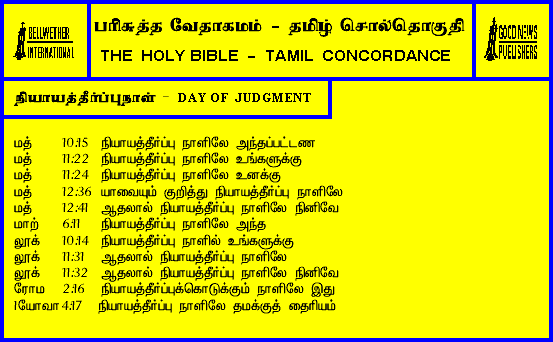 BELLWETHER
INTERNATIONAL
பரிசுத்த வேதாகமம் - தமிழ் சொல்தொகுதி
THE HOLY BIBLE - TAMIL CONCORDANCE
GOOD NEWS
PUBLISHERS
நியாயத்தீர்ப்புநாள் - DAY OF JUDGMENT
மத் 10:15 நியாயத்தீர்ப்பு நாளிலே அந்தப்பட்டண
மத் 11:22 நியாயத்தீர்ப்பு நாளிலே உங்களுக்கு
மத் 11:24 நியாயத்தீர்ப்பு நாளிலே உனக்கு
மத் 12:36 யாவையும் குறித்து நியாயத்தீர்ப்பு நாளிலே
மத் 12:41 ஆதலால் நியாயத்தீர்ப்பு நாளிலே நினிவே
மாற் 6:11 நியாயத்தீர்ப்பு நாளிலே அந்த
லூக் 10:14 நியாயத்தீர்ப்பு நாளில் உங்களுக்கு
லூக் 11:31 ஆதலால் நியாயத்தீர்ப்பு நாளிலே
லூக் 11:32 ஆதலால் நியாயத்தீர்ப்பு நாளிலே நினிவே
ரோம 2:16 நியாயத்தீர்ப்புக்கொடுக்கும் நாளிலே இது
1யோவா 4:17 நியாயத்தீர்ப்பு நாளிலே தமக்குத் தைரியம்